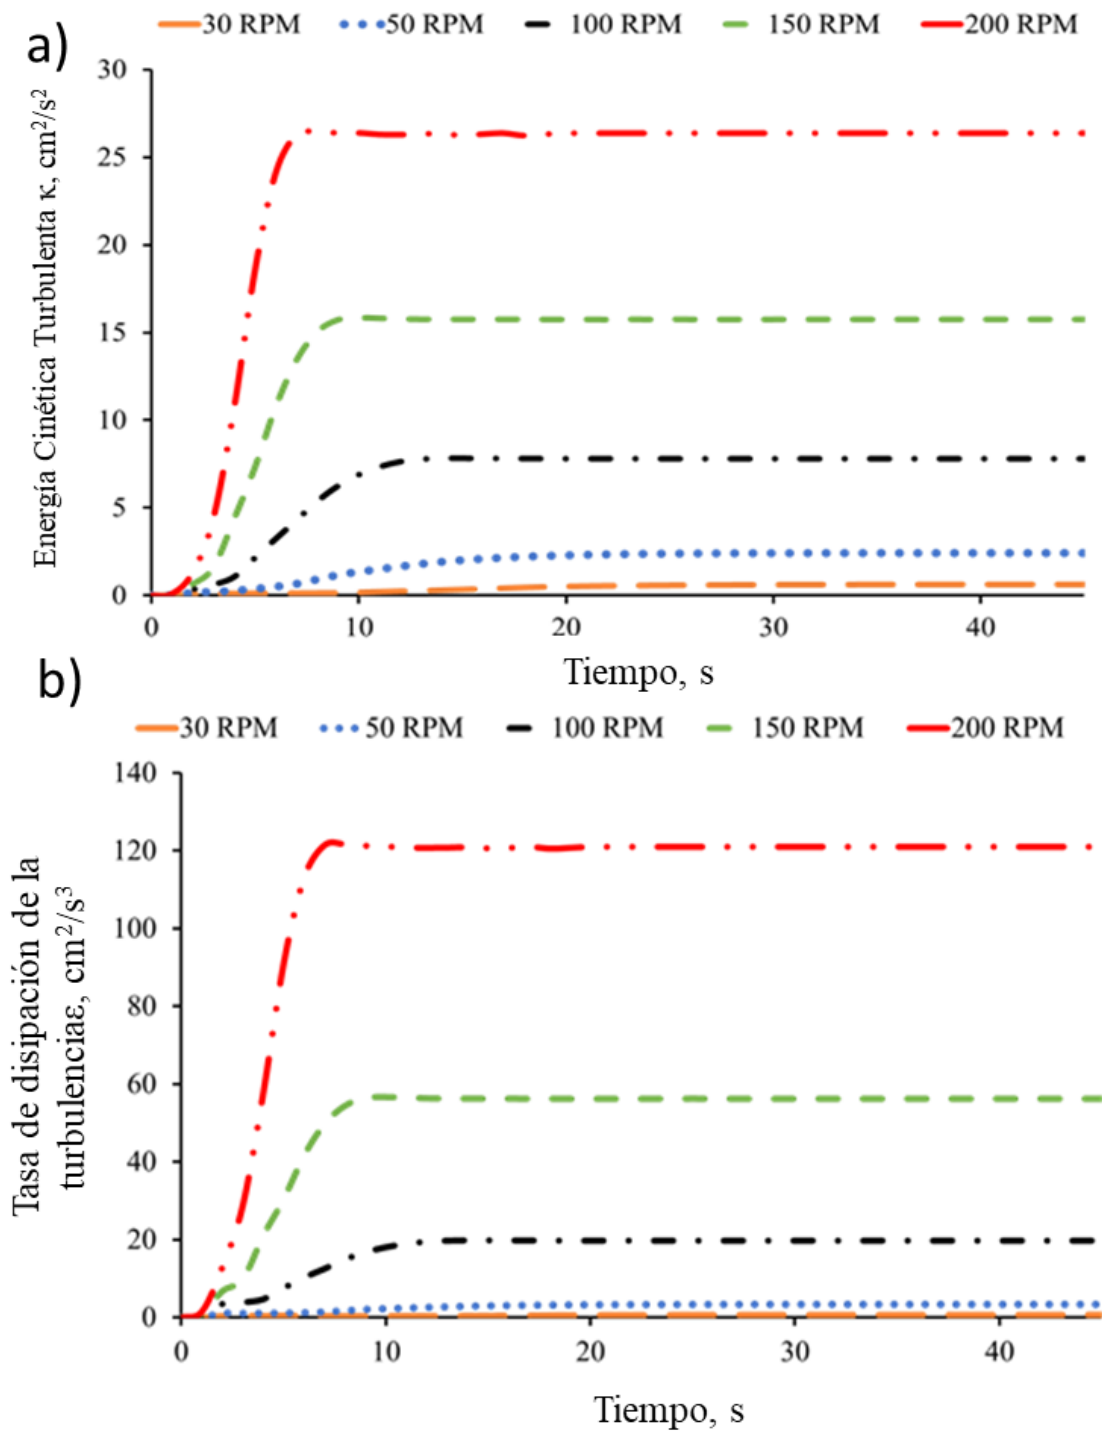 30 RPM 50 RPM 100 RPM 150 RPM 200 RPM
a)
Energía Cinética Turbulenta κ, cm²/s²
30
25
20
15
10
5
0
0 10 20 30 40
Tiempo, s
b)
30 RPM 50 RPM 100 RPM 150 RPM 200 RPM
Tasa de disipación de la
turbulenciaε, cm²/s³
140
120
100
80
60
40
20
0
0 10 20 30 40
Tiempo, s